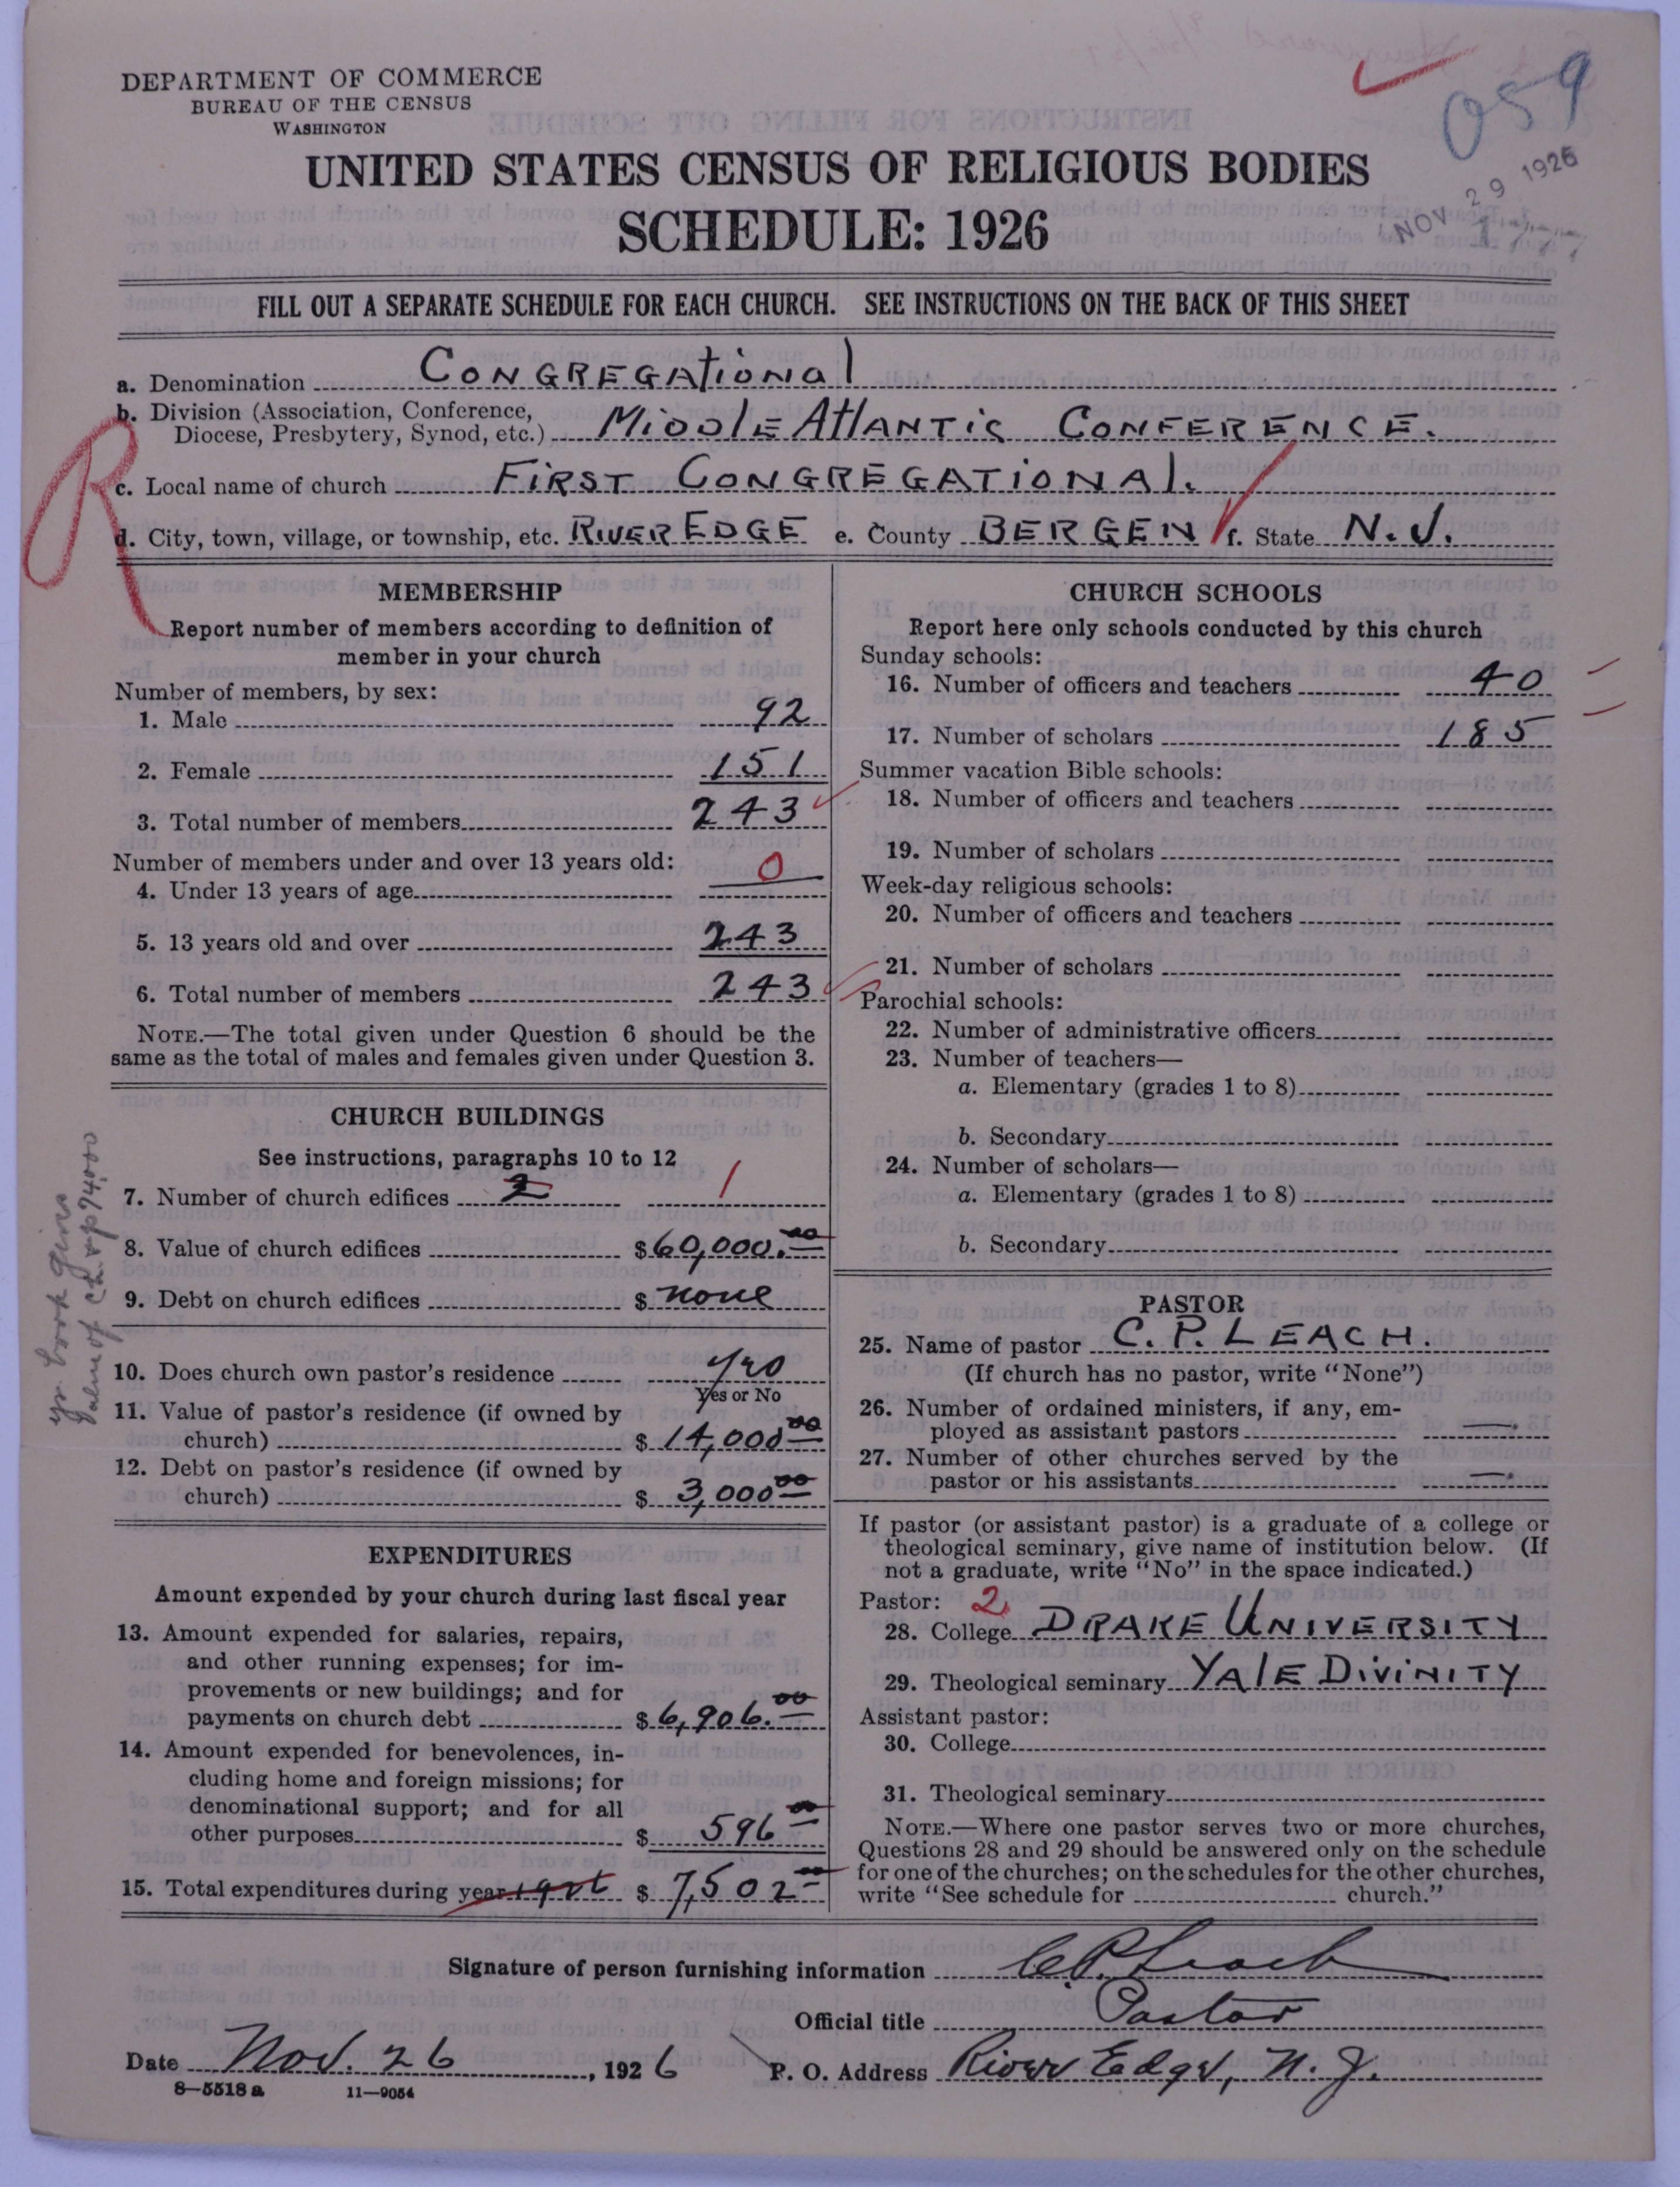 DEPARTMENT OF COMMERCE
BUREAU OF THE CENSUS
WASHINGTON
059
NOV 29 1926
UNITED STATES CENSUS OF RELIGIOUS BODIES
SCHEDULE: 1926
FILL OUT A SEPARATE SCHEDULE FOR EACH CHURCH. SEE INSTRUCTIONS ON THE BACK OF THIS SHEET
R
a. Denomination CONGREGATIONAL
b. Division (Association, Conference,
Diocese, Presbytery, Synod, etc.) MIDDLE ATLANTIC CONFERENCE.
c. Local name of church FIRST CONGREGATIONAL.
d. City, town, village, or township, etc. RIVER EDGE e. County BERGEN f. State N.J.
MEMBERSHIP
Report number of members according to definition of
member in your church
Number of members, by sex:
1. Male 92
2. Female 151
3. Total number of members 243
Number of members under and over 13 years old:
4. Under 13 years of age 0
5. 13 years old and over 243
6. Total number of members 243
NOTE.—The total given under Question 6 should be the
same as the total of males and females given under Question 3.
CHURCH BUILDINGS
See instructions, paragraphs 10 to 12
7. Number of church edifices 2 1
8. Value of church edifices $60,000.00
9. Debt on church edifices $ none
yr book gives
value of ch. 74,000
10. Does church own pastor's residence yes
Yes or No
11. Value of pastor's residence (if owned by
church) $ 14,000 00
12. Debt on pastor's residence (if owned by
church) $ 3,000 00
EXPENDITURES
Amount expended by your church during last fiscal year
13. Amount expended for salaries, repairs,
and other running expenses; for im-
provements or new buildings; and for
payments on church debt $6,906.00
14. Amount expended for benevolences, in-
cluding home and foreign missions; for
denominational support; and for all
other purposes $ 596 00
15. Total expenditures during year 1926 $ 7,502 00
CHURCH SCHOOLS
Report here only schools conducted by this church
Sunday schools:
16. Number of officers and teachers 40
17. Number of scholars 185
Summer vacation Bible schools:
18. Number of officers and teachers
19. Number of scholars
Week-day religious schools:
20. Number of officers and teachers
21. Number of scholars
Parochial schools:
22. Number of administrative officers
23. Number of teachers—
a. Elementary (grades 1 to 8)
b. Secondary
24. Number of scholars—
a. Elementary (grades 1 to 8)
b. Secondary
PASTOR
25. Name of pastor C. P. LEACH.
(If church has no pastor, write "None")
26. Number of ordained ministers, if any, em-
ployed as assistant pastors —
27. Number of other churches served by the
pastor or his assistants —
If pastor (or assistant pastor) is a graduate of a college or
theological seminary, give name of institution below. (If
not a graduate, write "No" in the space indicated.)
Pastor: 2
28. College DRAKE UNIVERSITY
29. Theological seminary YALE DIVINITY
Assistant pastor:
30. College
31. Theological seminary
NOTE.—Where one pastor serves two or more churches,
Questions 28 and 29 should be answered only on the schedule
for one of the churches; on the schedules for the other churches,
write "See schedule for church."
Signature of person furnishing information C.P. Leach
Official title Pastor
Date Nov. 26, 1926 P. O. Address River Edge, N. J.
8—5518 a 11—9054